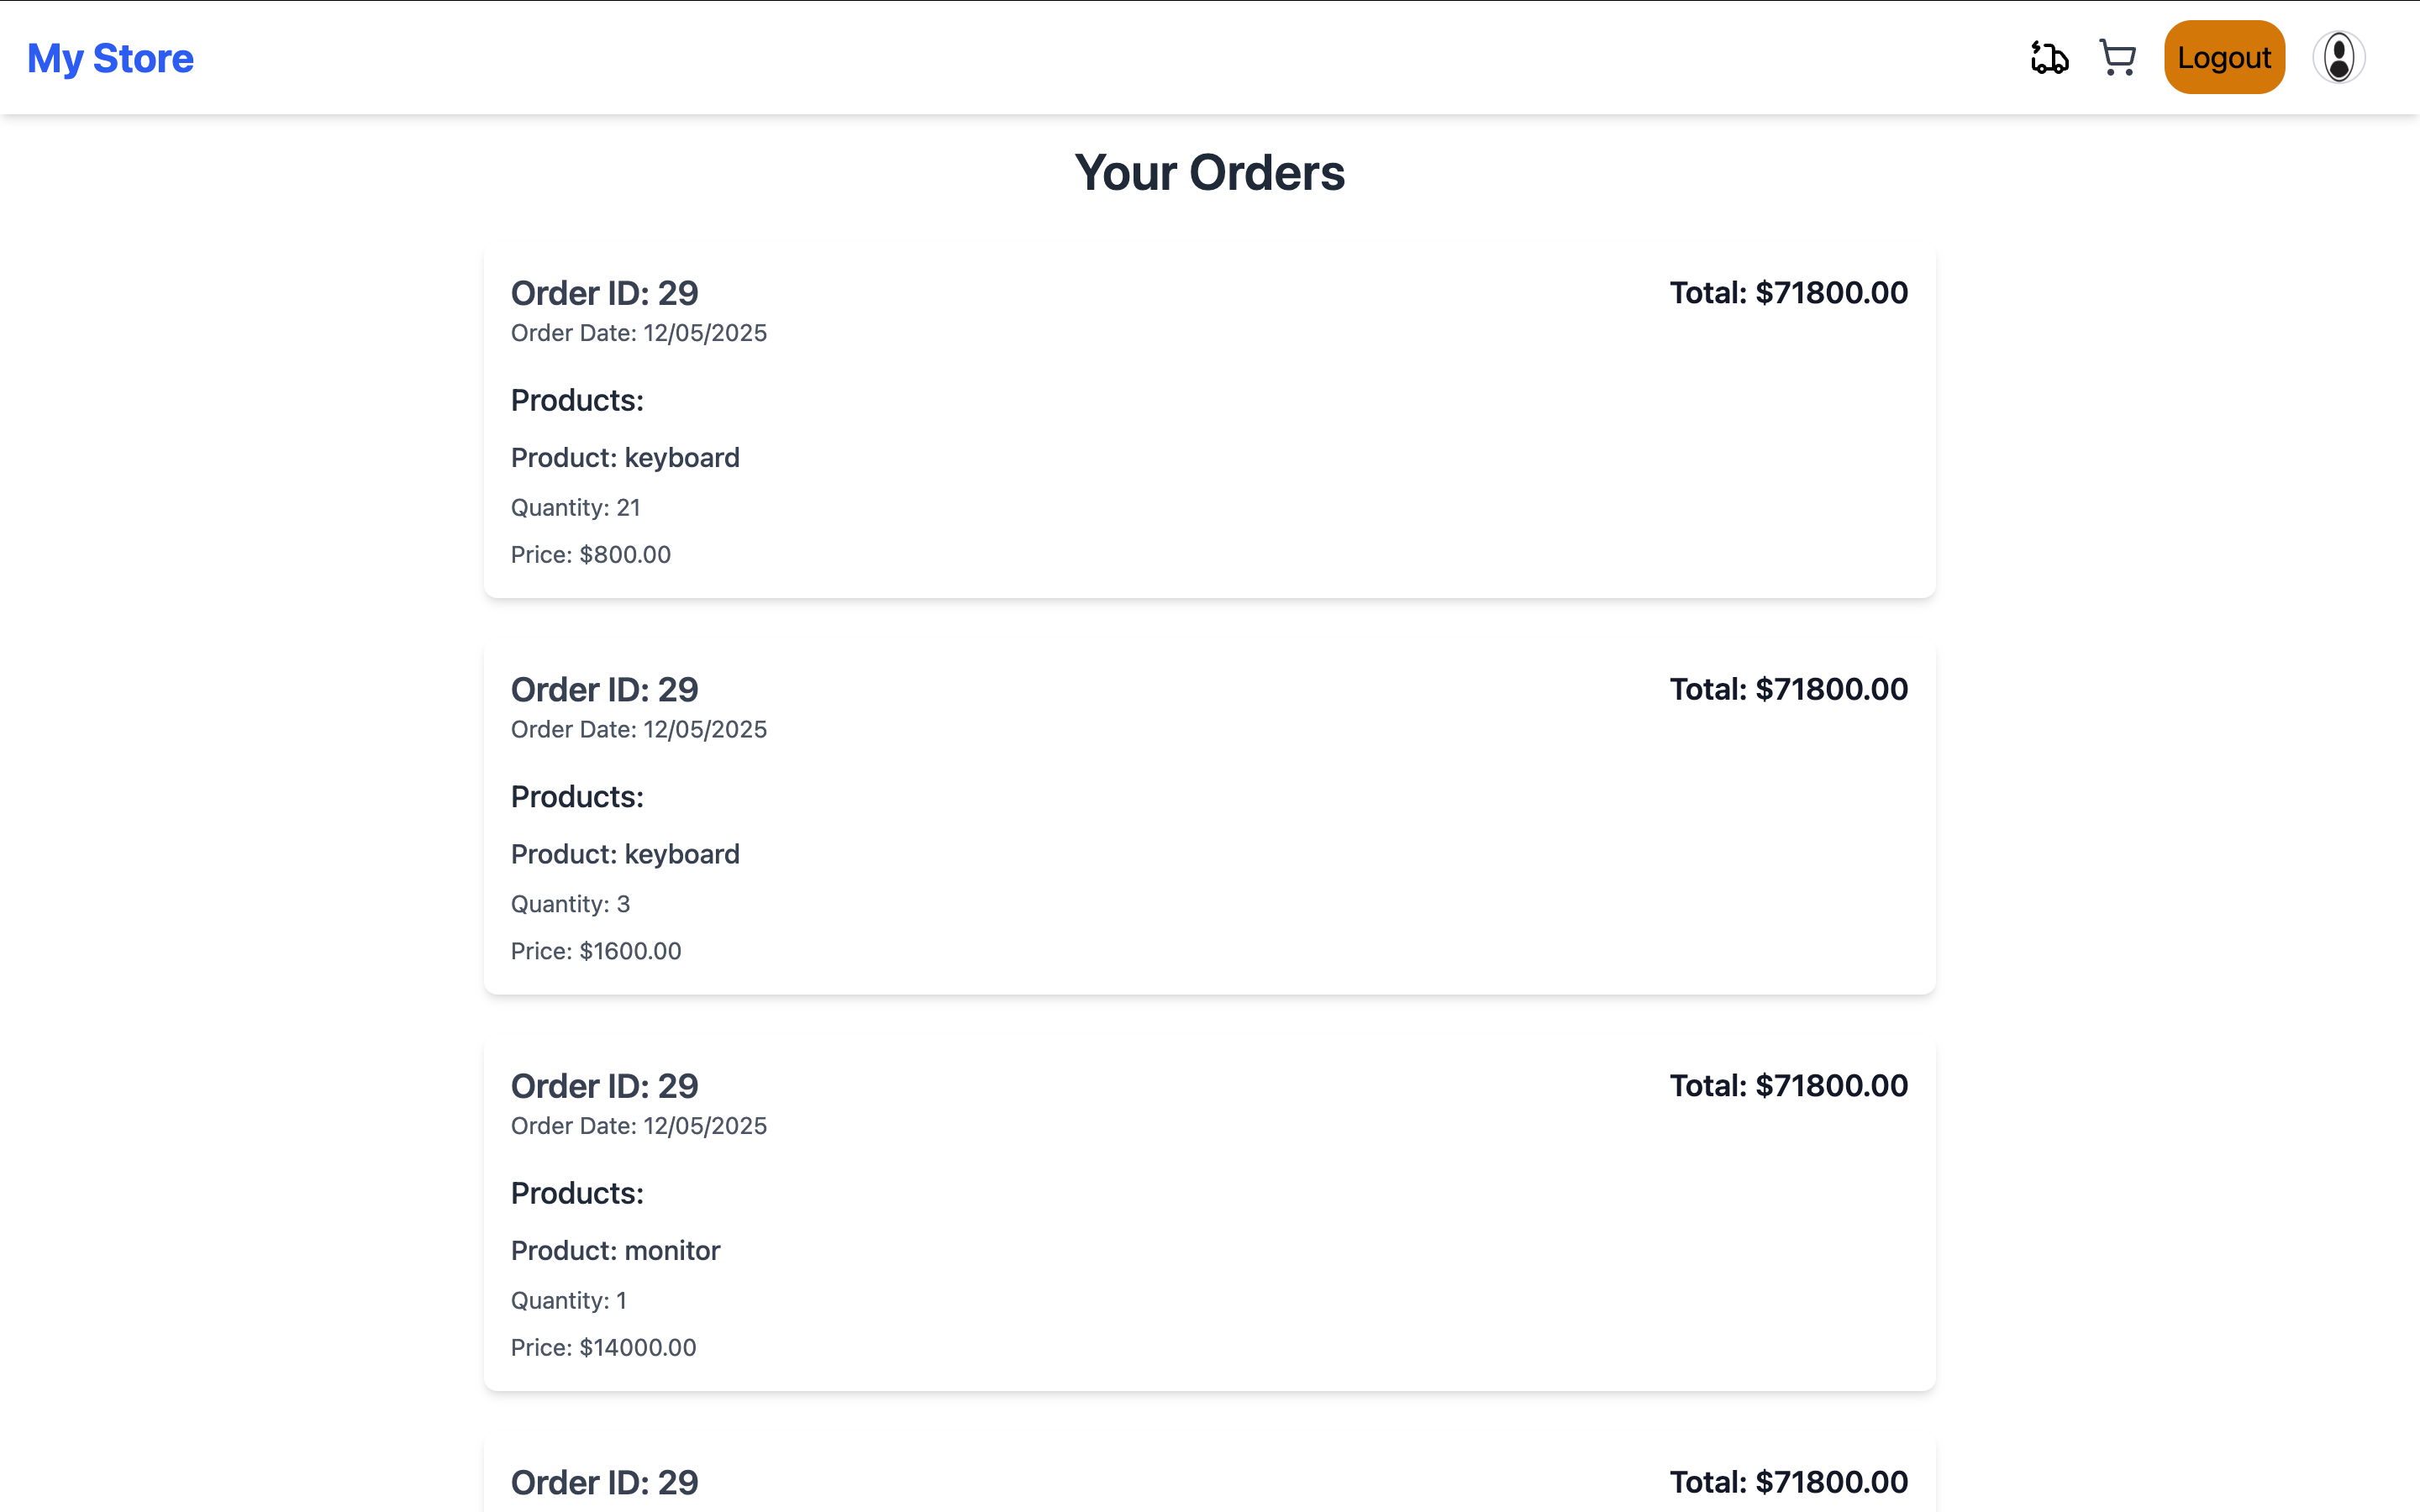 My Store
Logout
Your Orders
Order ID: 29
Total: $71800.00
Order Date: 12/05/2025
Products:
Product: keyboard
Quantity: 21
Price: $800.00
Order ID: 29
Total: $71800.00
Order Date: 12/05/2025
Products:
Product: keyboard
Quantity: 3
Price: $1600.00
Order ID: 29
Total: $71800.00
Order Date: 12/05/2025
Products:
Product: monitor
Quantity: 1
Price: $14000.00
Order ID: 29
Total: $71800.00